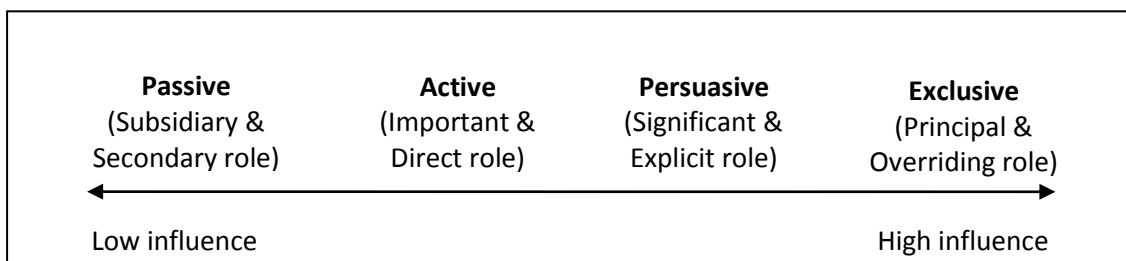 Passive
(Subsidiary &
Secondary role)
Active
(Important &
Direct role)
Persuasive
(Significant &
Explicit role)
Exclusive
(Principal &
Overriding role)
Low influence
High influence